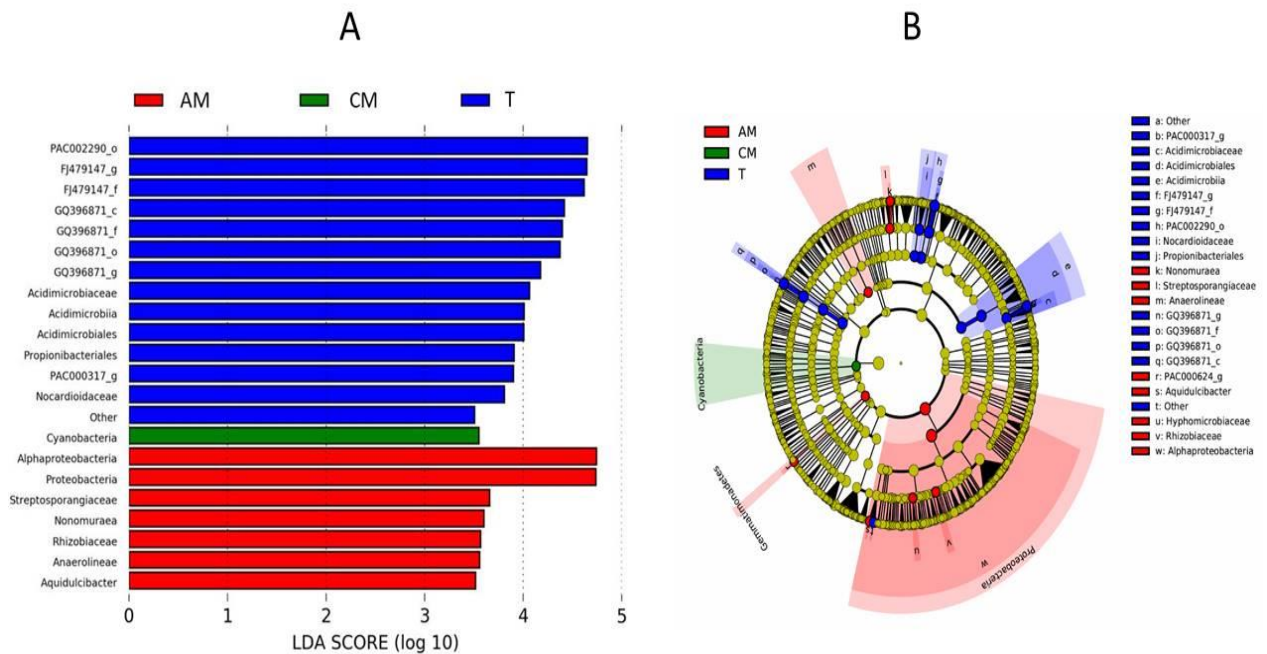 A
B
AM CM T
PAC002290_o
FJ479147_g
FJ479147_f
GQ396871_c
GQ396871_f
GQ396871_o
GQ396871_g
Acidimicrobiaceae
Acidimicrobiia
Acidimicrobiales
Propionibacteriales
PAC000317_g
Nocardioidaceae
Other
Cyanobacteria
Alphaproteobacteria
Proteobacteria
Streptosporangiaceae
Nonomuraea
Rhizobiaceae
Anaerolineae
Aquidulcibacter
0 1 2 3 4 5
LDA SCORE (log 10)
AM
CM
T
m
l
k
j
i
h
g
e
d
c
q
p
o
Cyanobacteria
Gemmatimonadetes
u
v
w
Proteobacteria
a: Other
b: PAC000317_g
c: Acidimicrobiaceae
d: Acidimicrobiales
e: Acidimicrobiia
f: FJ479147_g
g: FJ479147_f
h: PAC002290_o
i: Nocardioidaceae
j: Propionibacteriales
k: Nonomuraea
l: Streptosporangiaceae
m: Anaerolineae
n: GQ396871_g
o: GQ396871_f
p: GQ396871_o
q: GQ396871_c
r: PAC000624_g
s: Aquidulcibacter
t: Other
u: Hyphomicrobiaceae
v: Rhizobiaceae
w: Alphaproteobacteria